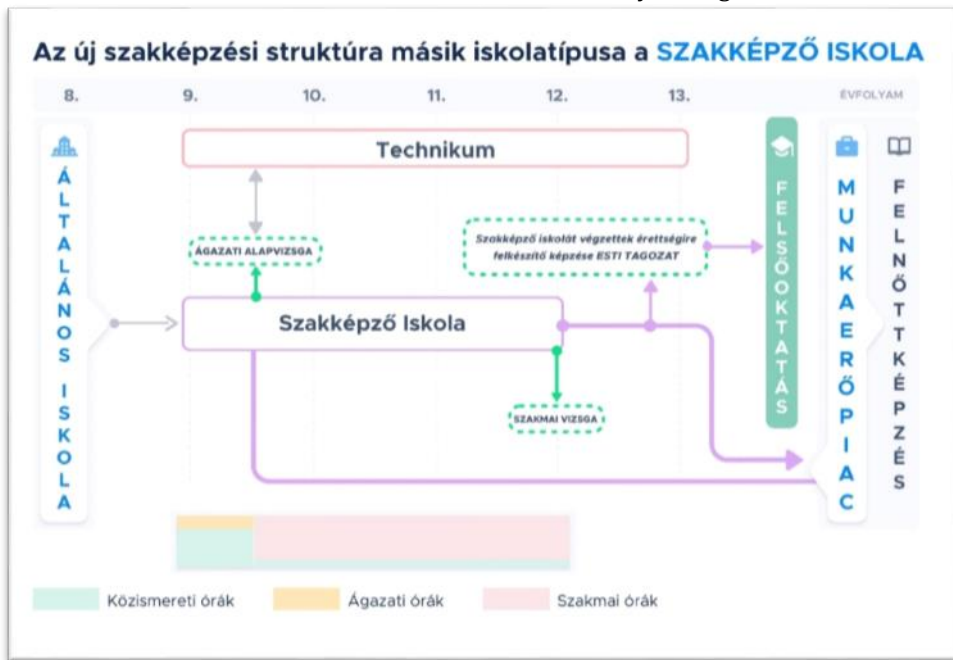 Az új szakképzési struktúra másik iskolatípusa a SZAKKÉPZŐ ISKOLA
8. 9. 10. 11. 12. 13. ÉVFOLYAM
ÁLTALÁNOS ISKOLA
Technikum
ÁGAZATI ALAPVIZSGA
Szakképző iskolát végzettek érettségire
felkészítő képzése ESTI TAGOZAT
Szakképző Iskola
SZAKMAI VIZSGA
FELSŐOKTATÁS
MUNKAERŐPIAC
FELNŐTTKÉPZÉS
Közismereti órák
Ágazati órák
Szakmai órák